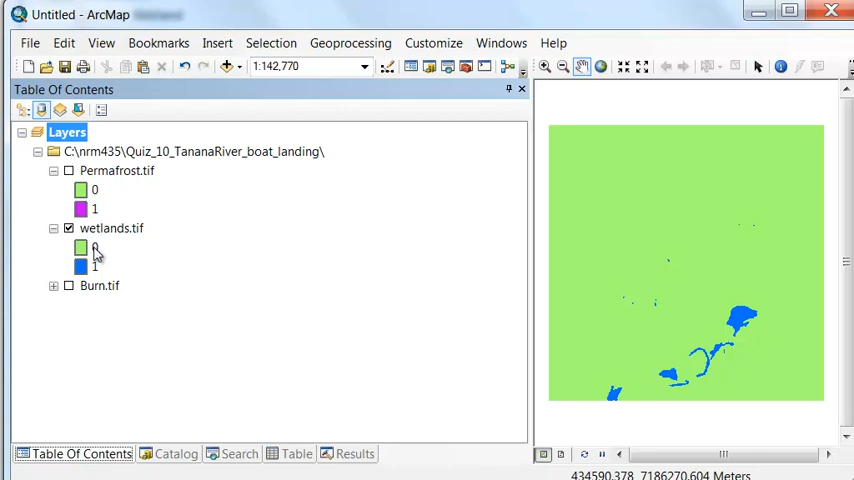 Untitled - ArcMap
File Edit View Bookmarks Insert Selection Geoprocessing Customize Windows Help
1:142,770
Table Of Contents
Layers
C:\nrm435\Quiz_10_TananaRiver_boat_landing\
Permafrost.tif
0
1
wetlands.tif
0
1
Burn.tif
Table Of Contents Catalog Search Table Results
434590.378 7186270.604 Meters